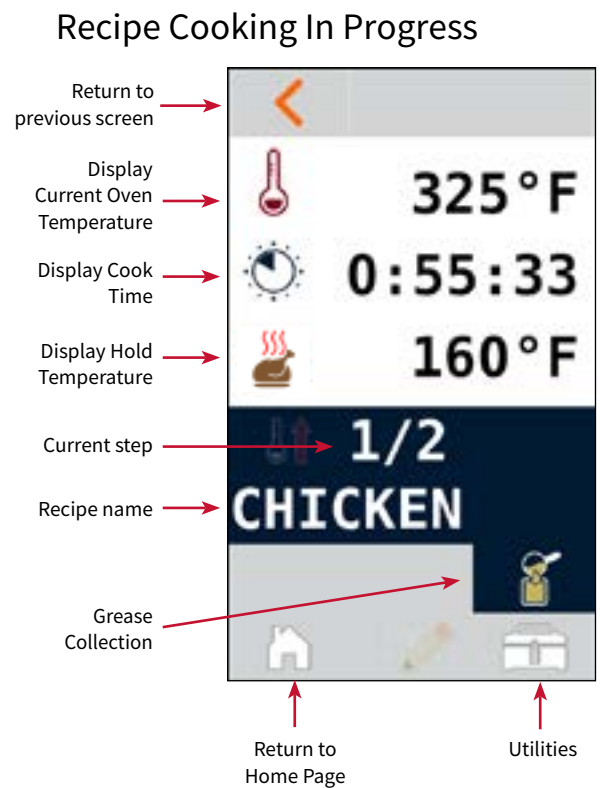 Recipe Cooking In Progress
Return to
previous screen
Display
Current Oven
Temperature
325°F
Display Cook
Time
0:55:33
Display Hold
Temperature
160°F
Current step
1/2
Recipe name
CHICKEN
Grease
Collection
Return to
Home Page
Utilities